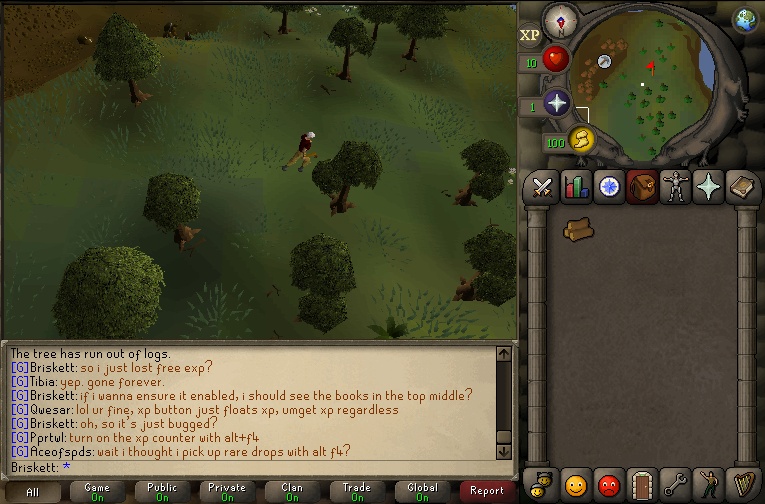 XP
10
1
100
The tree has run out of logs.
[G]Briskett: so i just lost free exp?
[G]Tibia: yep. gone forever.
[G]Briskett: if i wanna ensure it enabled, i should see the books in the top middle?
[G]Qwesar: lol ur fine, xp button just floats xp, umget xp regardless
[G]Briskett: oh, so it's just bugged?
[G]Pprtwl: turn on the xp counter with alt+f4
[G]Aceofspds: wait i thought i pick up rare drops with alt f4?
Briskett: *
All
Game
On
Public
On
Private
On
Clan
On
Trade
On
Global
On
Report